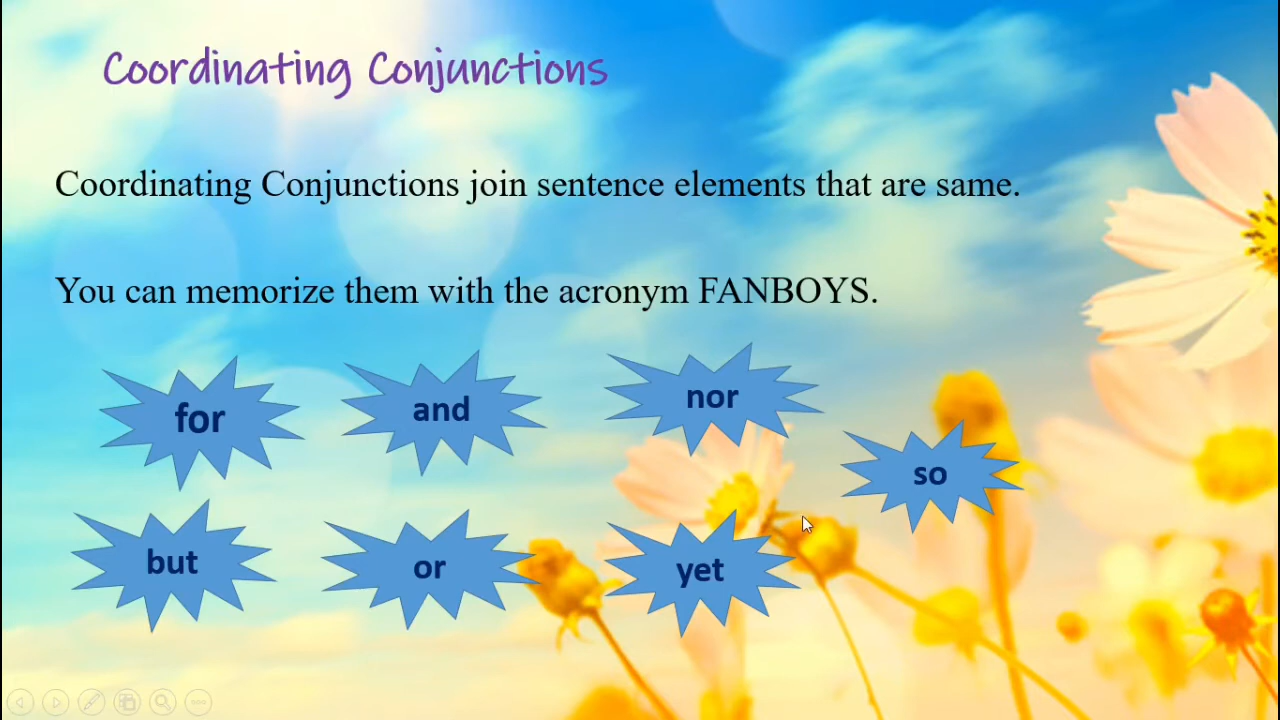 Coordinating Conjunctions
Coordinating Conjunctions join sentence elements that are same.
You can memorize them with the acronym FANBOYS.
for
and
nor
so
but
or
yet